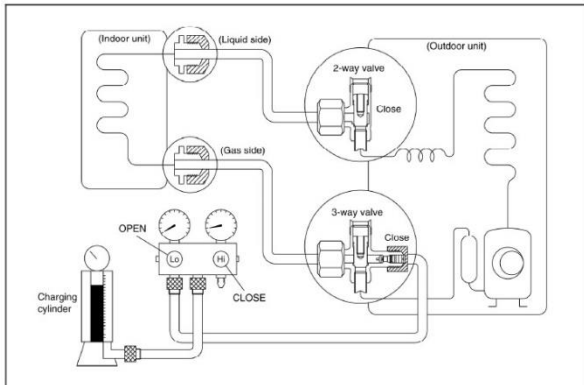 (Indoor unit)
(Liquid side)
(Outdoor unit)
2-way valve
Close
(Gas side)
3-way valve
Close
OPEN
Lo
Hi
CLOSE
Charging
cylinder